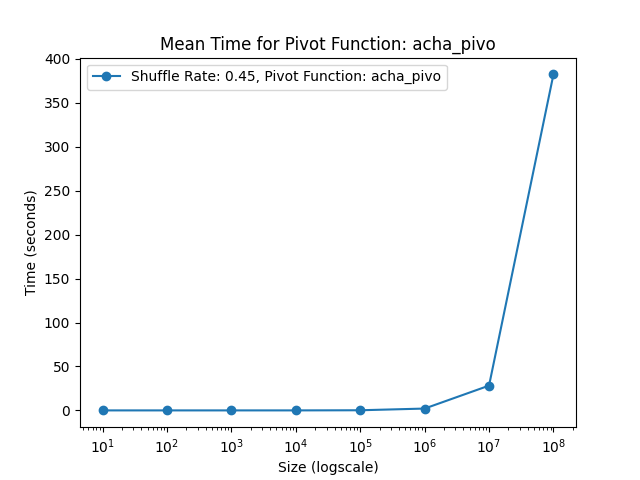 Mean Time for Pivot Function: acha_pivo
Shuffle Rate: 0.45, Pivot Function: acha_pivo
400
350
300
250
200
150
100
50
0
Time (seconds)
10¹ 10² 10³ 10⁴ 10⁵ 10⁶ 10⁷ 10⁸
Size (logscale)